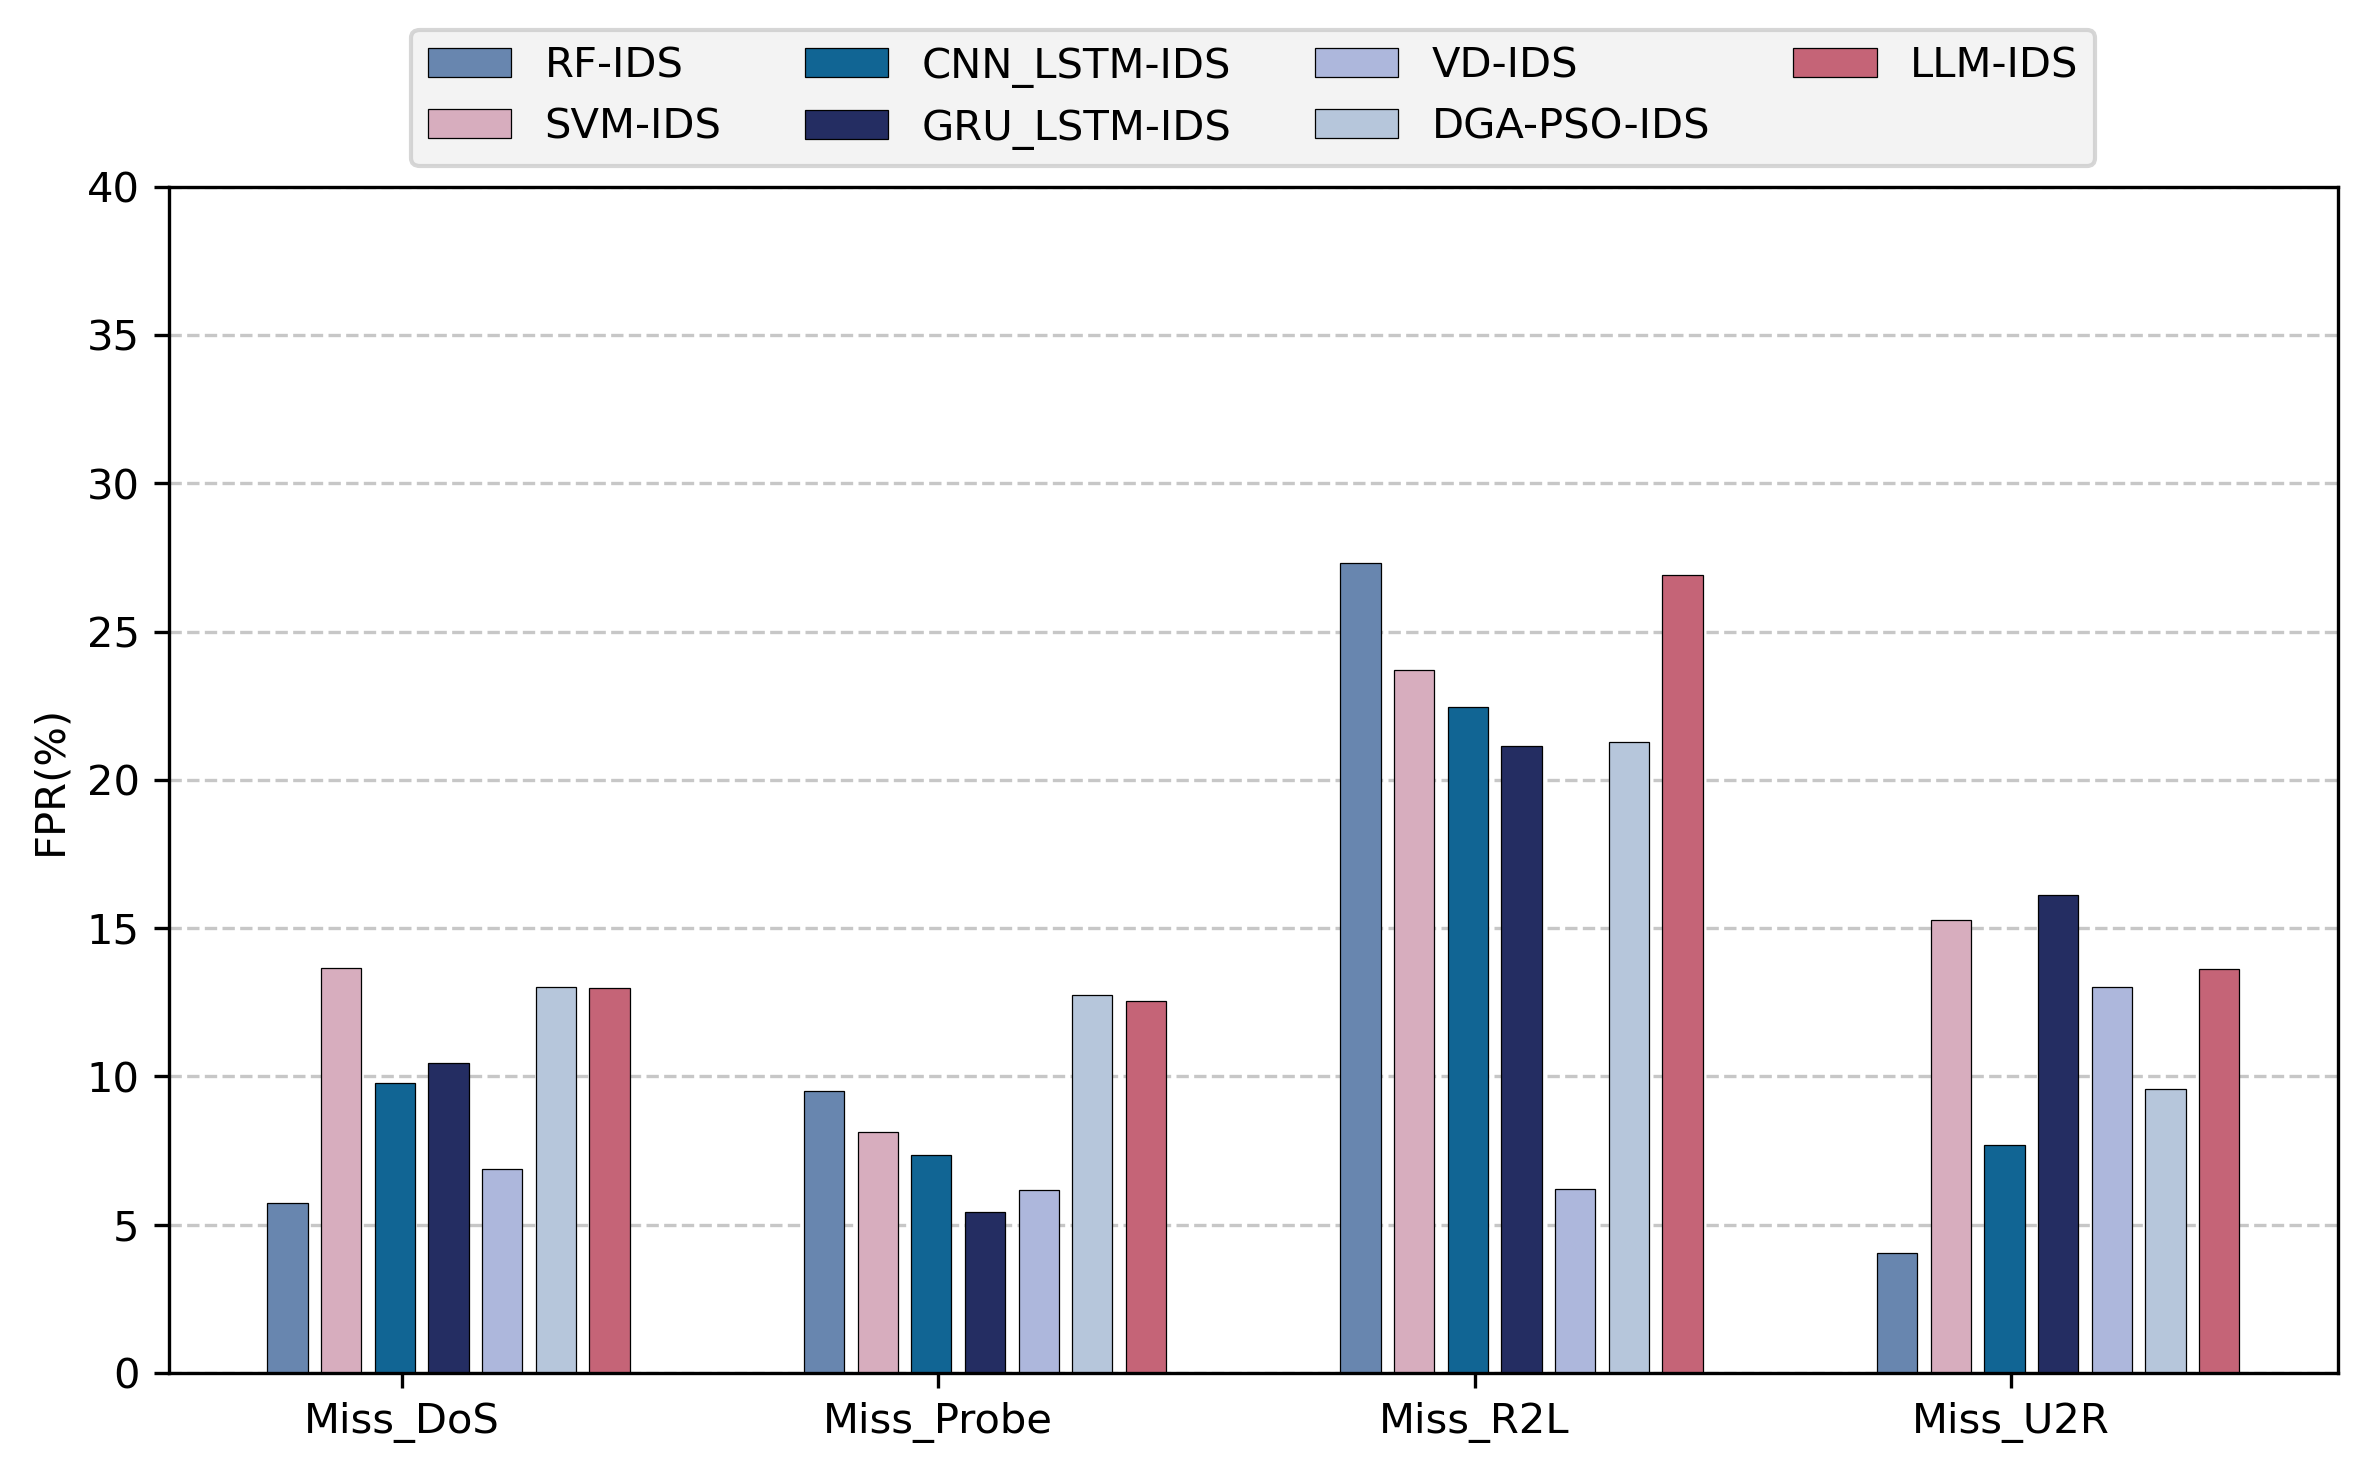 RF-IDS
SVM-IDS
CNN_LSTM-IDS
GRU_LSTM-IDS
VD-IDS
DGA-PSO-IDS
LLM-IDS
FPR(%)
40
35
30
25
20
15
10
5
0
Miss_DoS
Miss_Probe
Miss_R2L
Miss_U2R